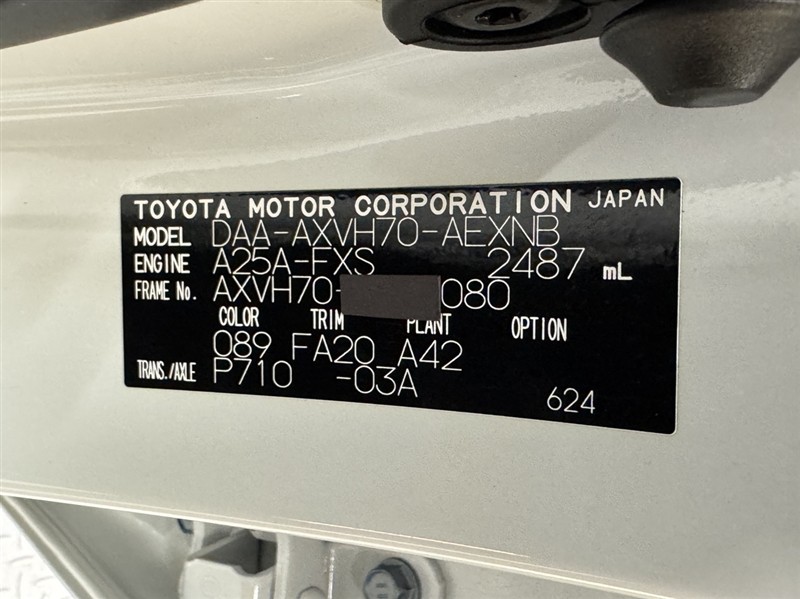 TOYOTA MOTOR CORPORATION JAPAN
MODEL DAA-AXVH70-AEXNB
ENGINE A25A-FXS 2487 mL
FRAME No. AXVH70- 080
COLOR TRIM PLANT OPTION
089 FA20 A42
TRANS./AXLE P710 -03A
624